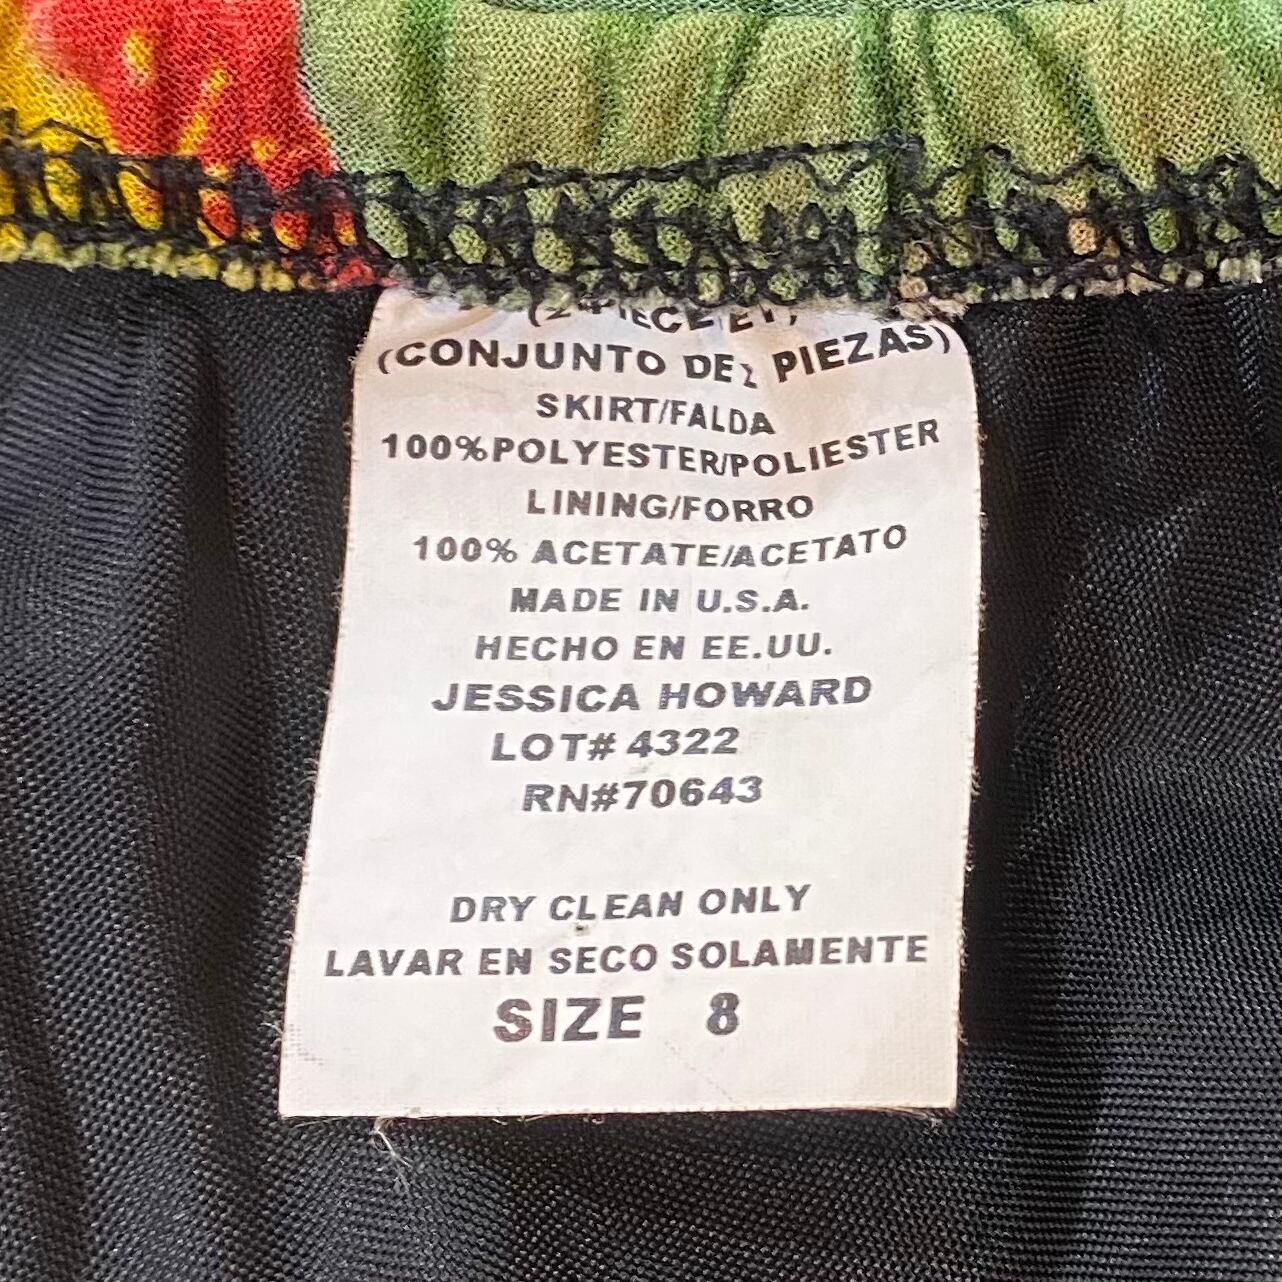 (CONJUNTO DE 2 PIEZAS)
SKIRT/FALDA
100%POLYESTER/POLIESTER
LINING/FORRO
100% ACETATE/ACETATO
MADE IN U.S.A.
HECHO EN EE.UU.
JESSICA HOWARD
LOT# 4322
RN#70643
DRY CLEAN ONLY
LAVAR EN SECO SOLAMENTE
SIZE 8